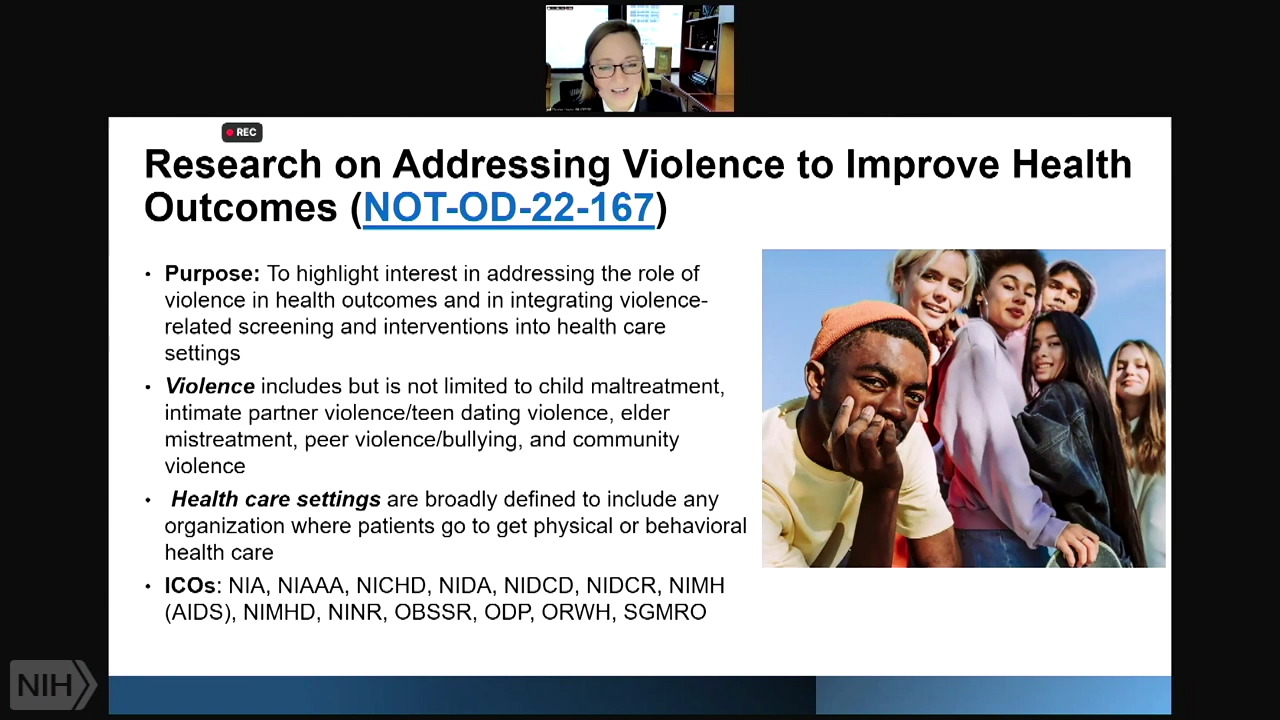 REC
Research on Addressing Violence to Improve Health
Outcomes (NOT-OD-22-167)
• Purpose: To highlight interest in addressing the role of
violence in health outcomes and in integrating violence-
related screening and interventions into health care
settings
• Violence includes but is not limited to child maltreatment,
intimate partner violence/teen dating violence, elder
mistreatment, peer violence/bullying, and community
violence
• Health care settings are broadly defined to include any
organization where patients go to get physical or behavioral
health care
• ICOs: NIA, NIAAA, NICHD, NIDA, NIDCD, NIDCR, NIMH
(AIDS), NIMHD, NINR, OBSSR, ODP, ORWH, SGMRO
NIH